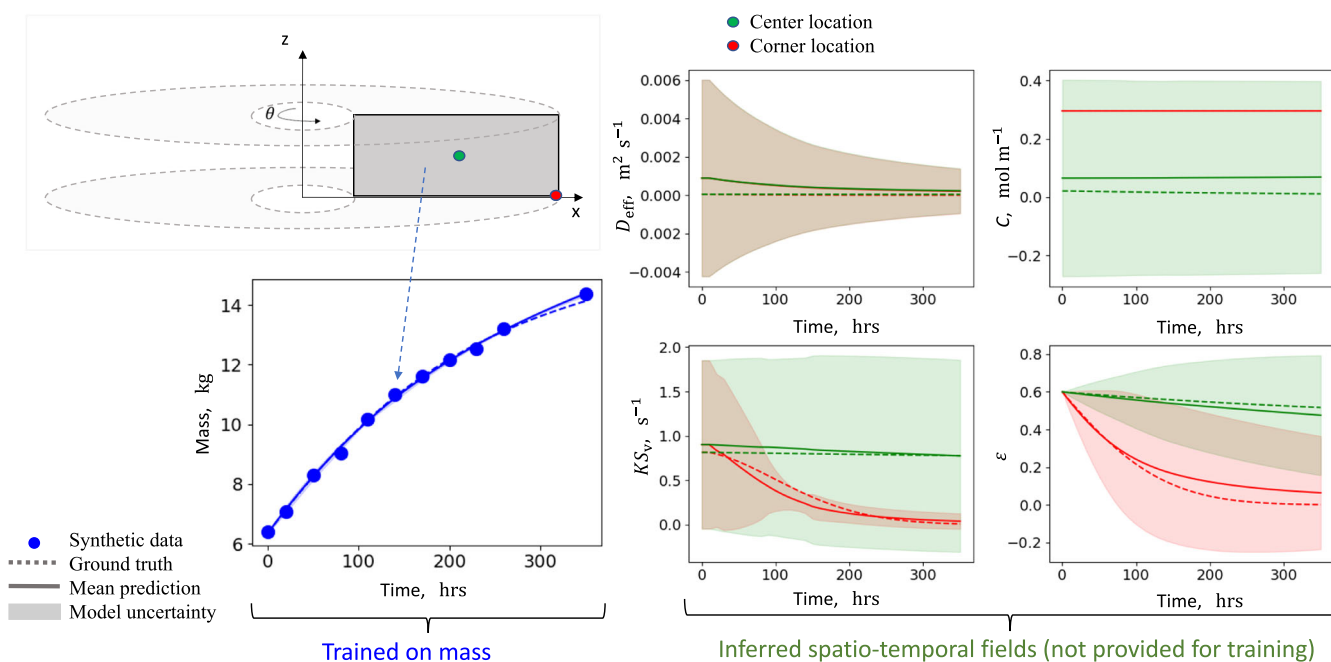 z
θ
x
Center location
Corner location
0.006
0.004
0.002
0.000
−0.002
−0.004
D_eff, m² s⁻¹
0 100 200 300
Time, hrs
0.4
0.2
0.0
−0.2
C, mol m⁻¹
0 100 200 300
Time, hrs
14
12
10
8
6
Mass, kg
0 100 200 300
Time, hrs
2.0
1.5
1.0
0.5
0.0
KS_v, s⁻¹
0 100 200 300
Time, hrs
0.8
0.6
0.4
0.2
0.0
−0.2
ε
0 100 200 300
Time, hrs
Synthetic data
Ground truth
Mean prediction
Model uncertainty
Trained on mass
Inferred spatio-temporal fields (not provided for training)